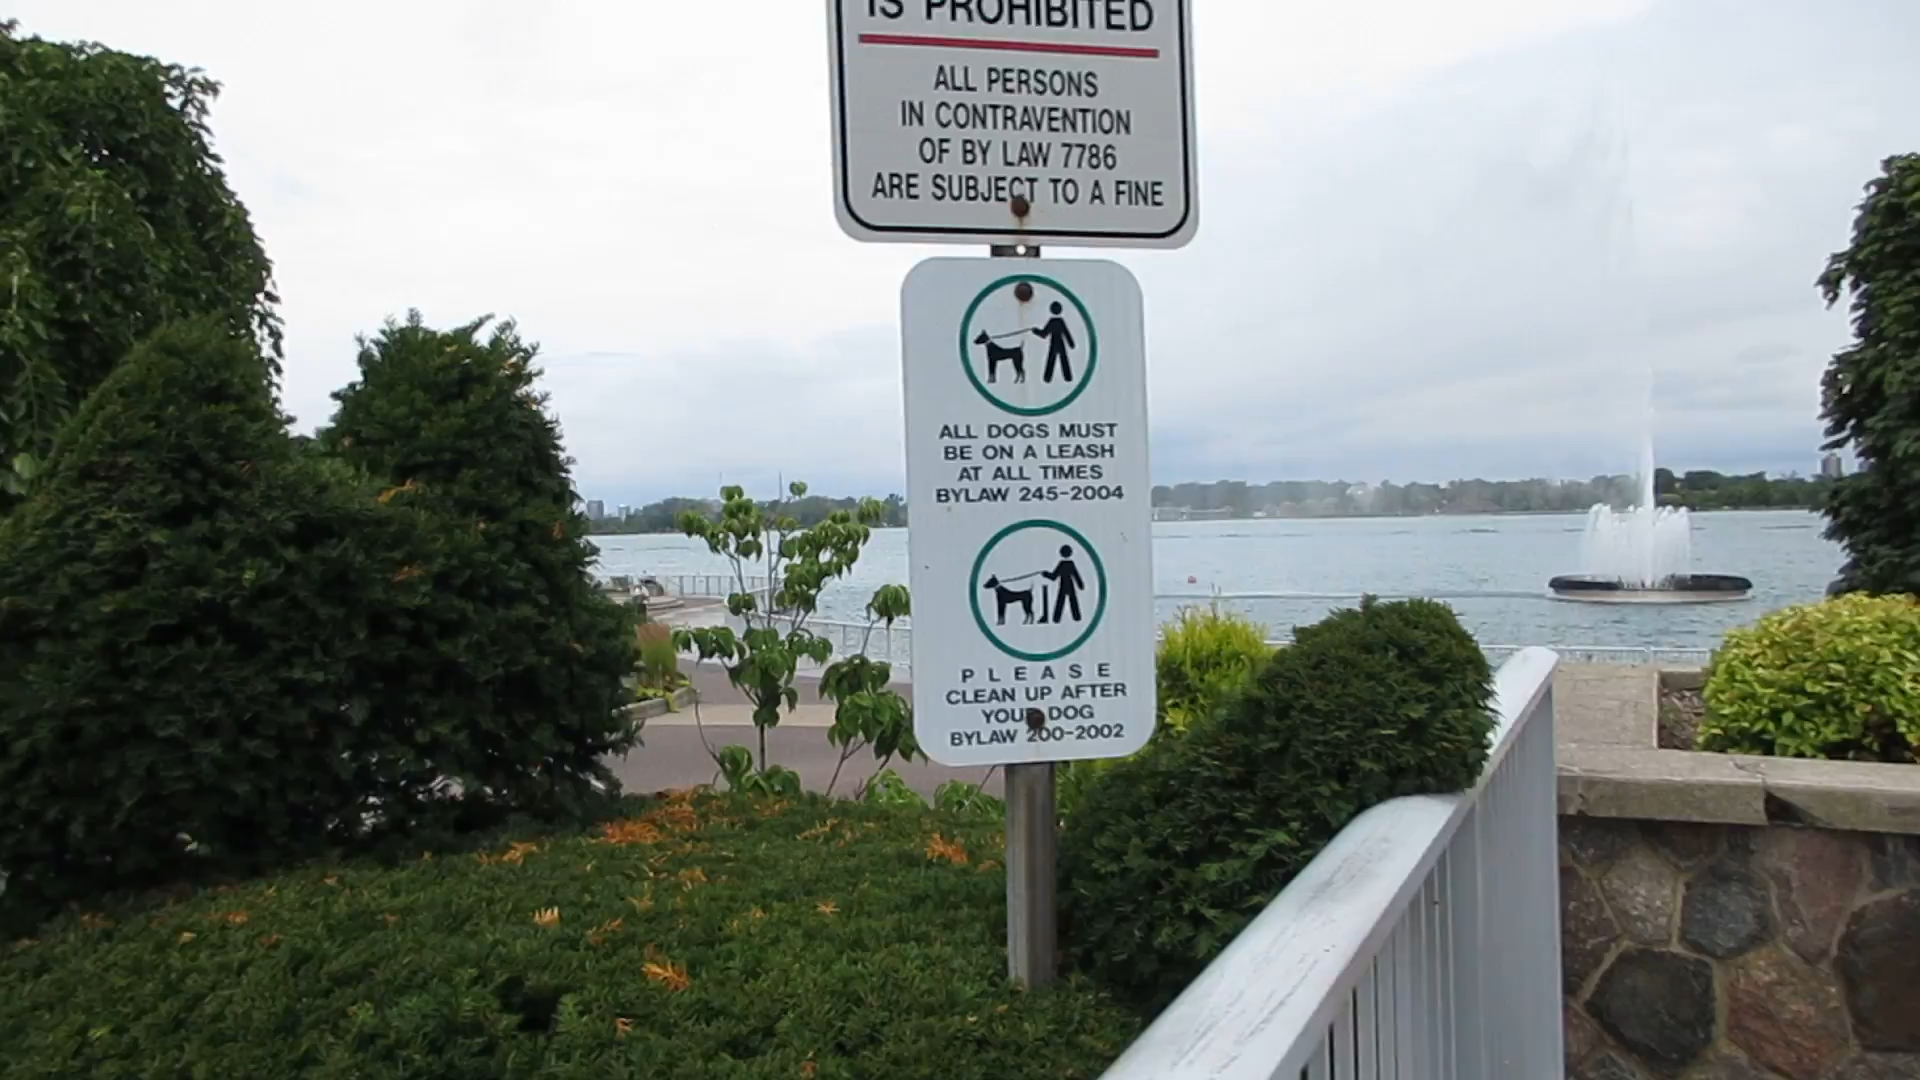 IS PROHIBITED
ALL PERSONS
IN CONTRAVENTION
OF BY LAW 7786
ARE SUBJECT TO A FINE
ALL DOGS MUST
BE ON A LEASH
AT ALL TIMES
BYLAW 245-2004
PLEASE
CLEAN UP AFTER
YOUR DOG
BYLAW 200-2002